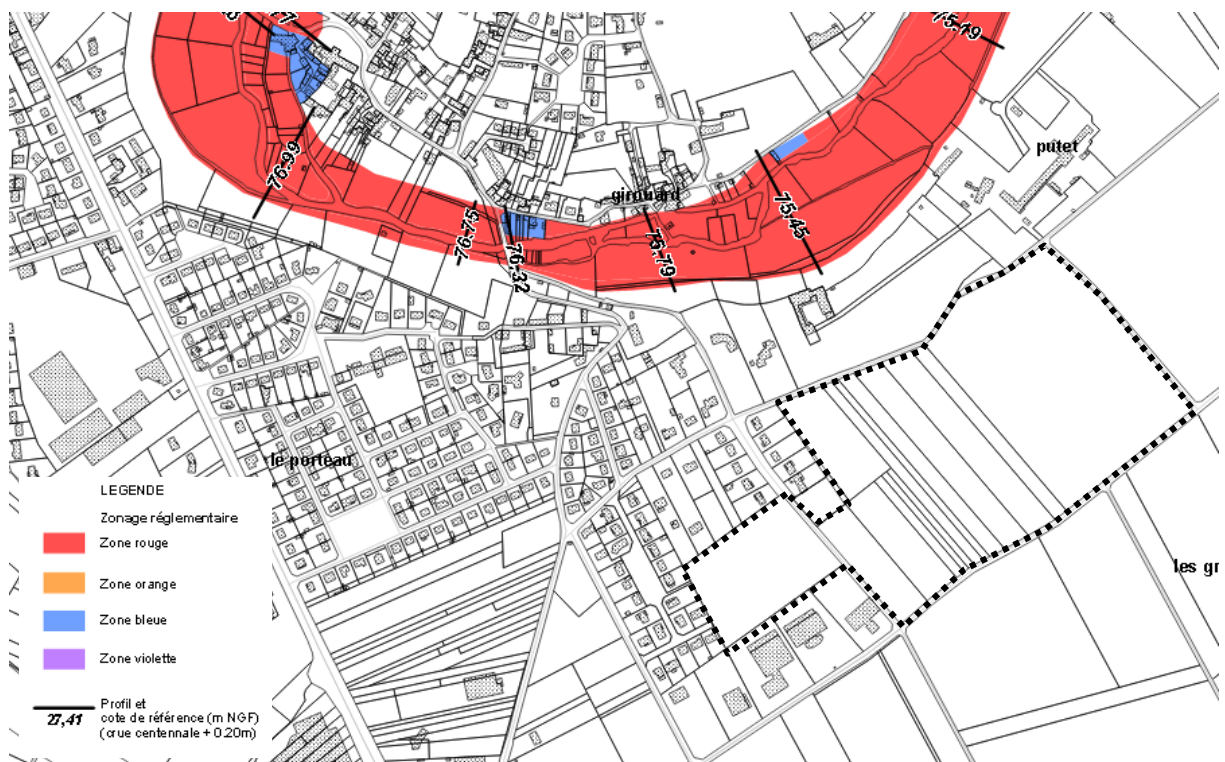 75.19
putet
76.99
girouard
75.45
76.75
76-32
75.79
le porteau
LEGENDE
Zonage réglementaire
Zone rouge
Zone orange
Zone bleue
Zone violette
Profil et
27,41
cote de référence (m NGF)
(crue centennale + 0.20m)
les gr